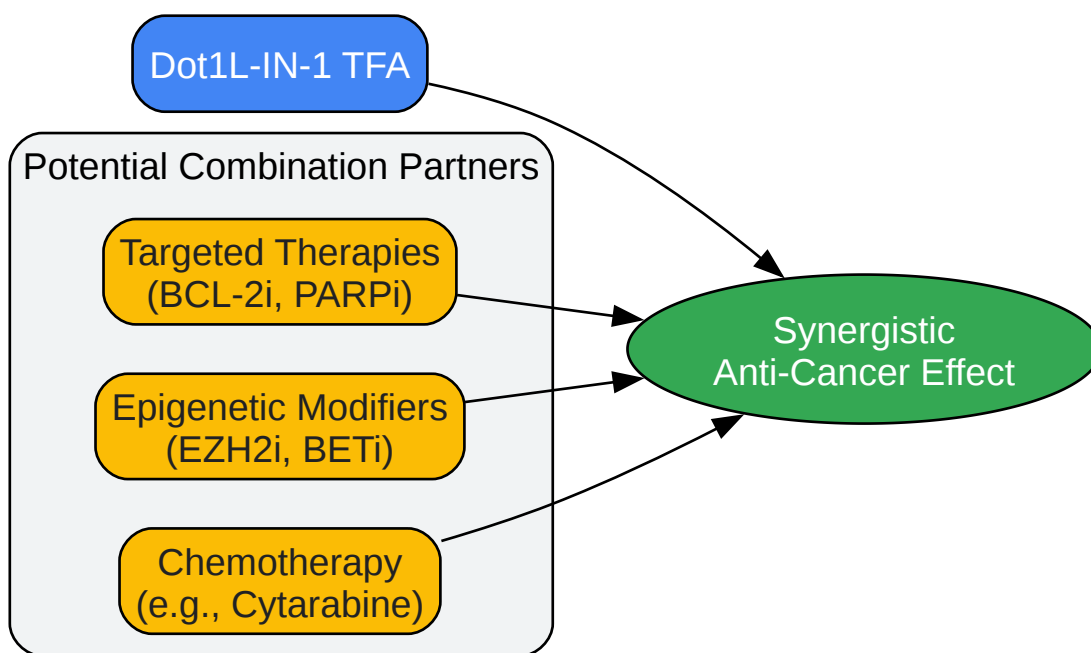 Dot1L-IN-1 TFA
Potential Combination Partners
Targeted Therapies
(BCL-2i, PARPi)
Epigenetic Modifiers
(EZH2i, BETi)
Chemotherapy
(e.g., Cytarabine)
Synergistic
Anti-Cancer Effect